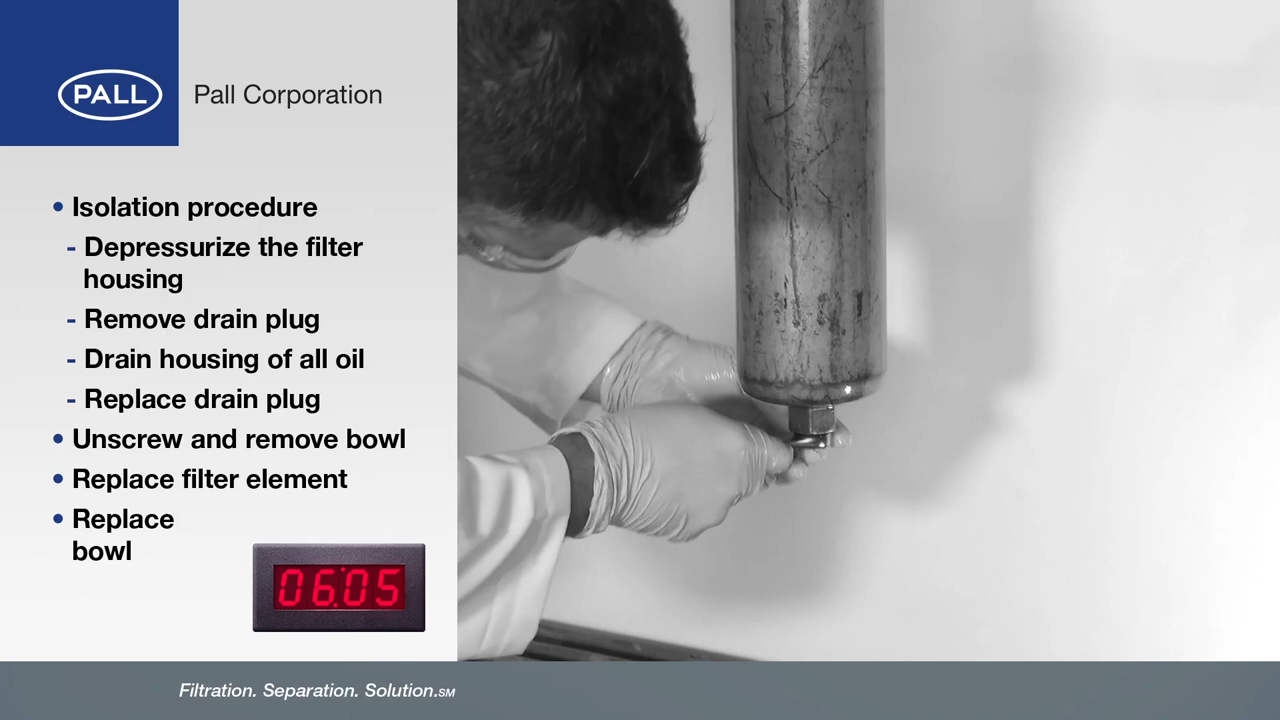 PALL
Pall Corporation
• Isolation procedure
- Depressurize the filter
housing
- Remove drain plug
- Drain housing of all oil
- Replace drain plug
• Unscrew and remove bowl
• Replace filter element
• Replace
bowl
06:05
Filtration. Separation. Solution.SM